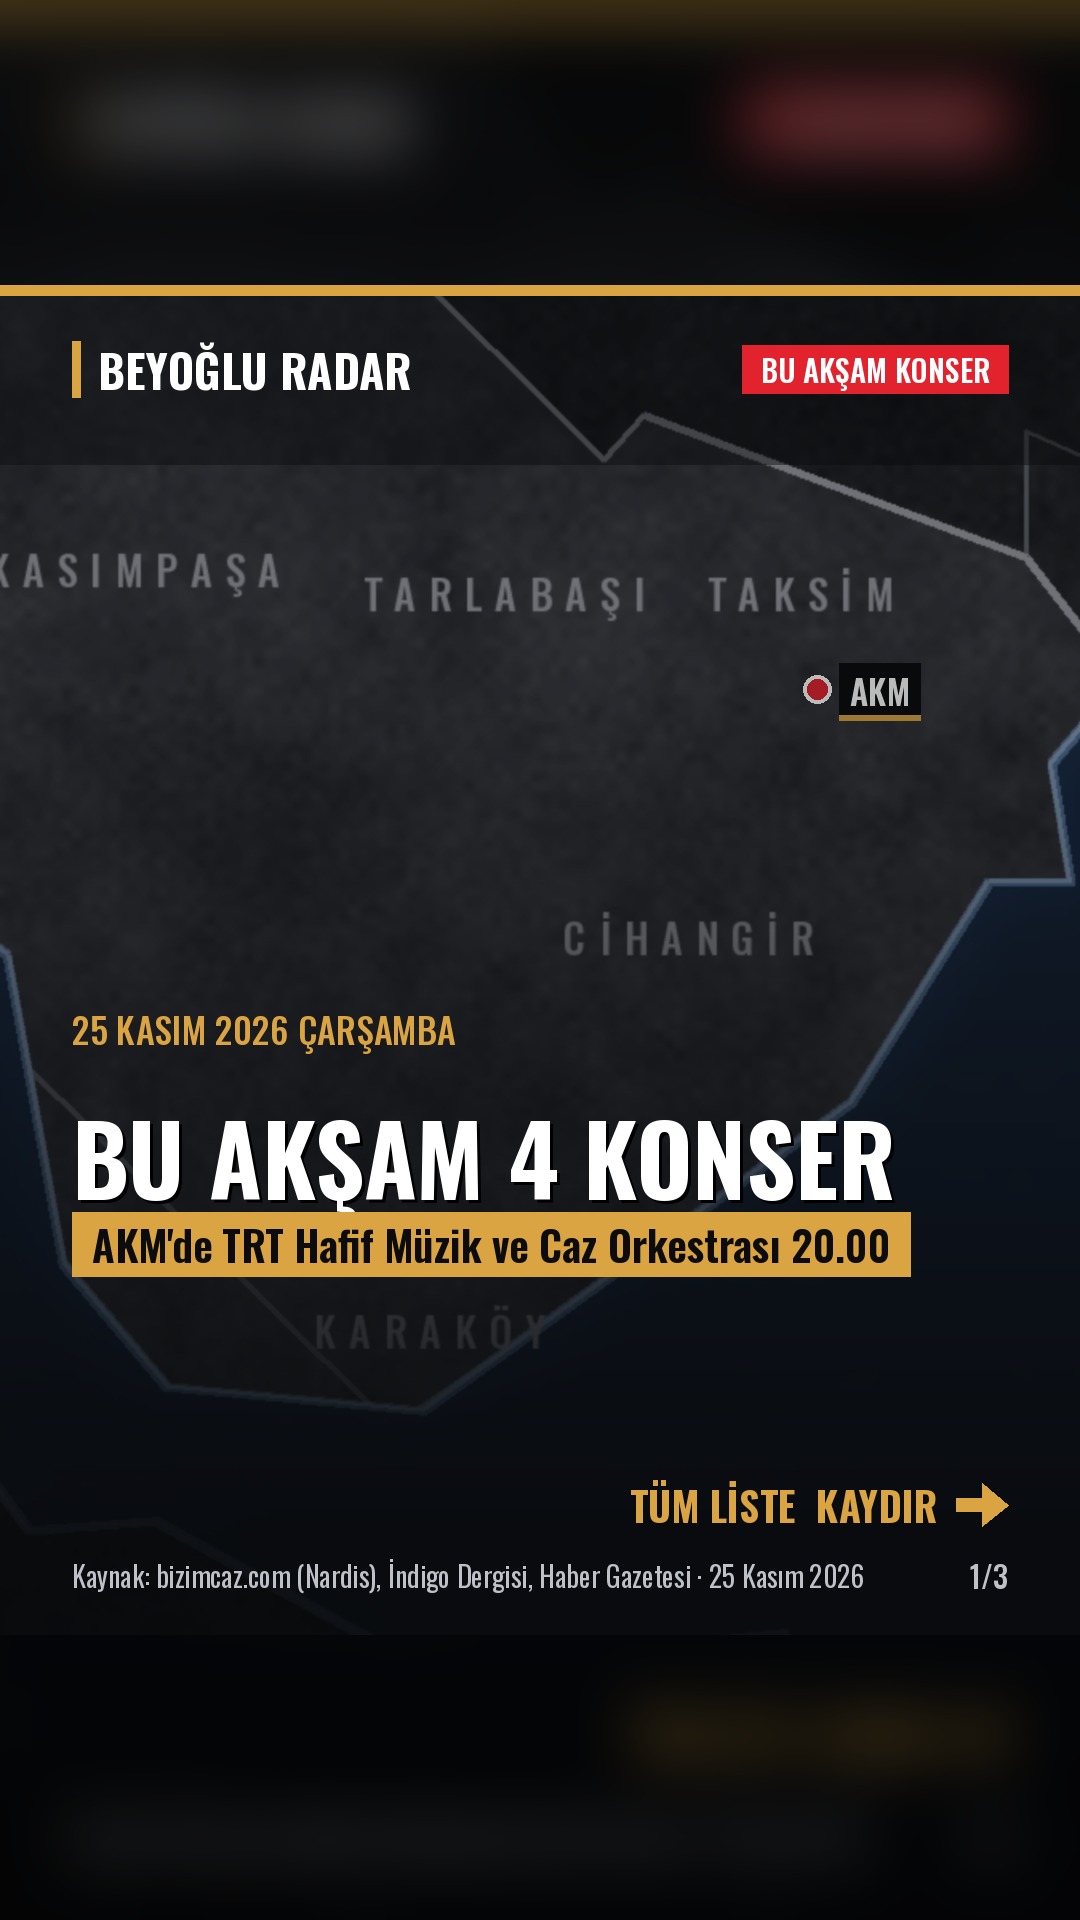 BEYOĞLU RADAR
BU AKŞAM KONSER
KASIMPAŞA
TARLABAŞI
TAKSİM
AKM
CİHANGİR
25 KASIM 2026 ÇARŞAMBA
BU AKŞAM 4 KONSER
AKM'de TRT Hafif Müzik ve Caz Orkestrası 20.00
KARAKÖY
TÜM LİSTE KAYDIR
Kaynak: bizimcaz.com (Nardis), İndigo Dergisi, Haber Gazetesi · 25 Kasım 2026
1/3